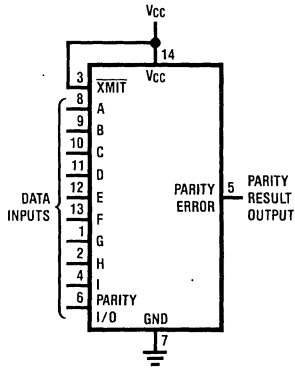 VCC
14
VCC
3 XMIT
8 A
9 B
10 C
11 D
12 E
13 F
1 G
2 H
4 I
6 PARITY
I/O
DATA
INPUTS
PARITY
ERROR
5
PARITY
RESULT
OUTPUT
GND
7